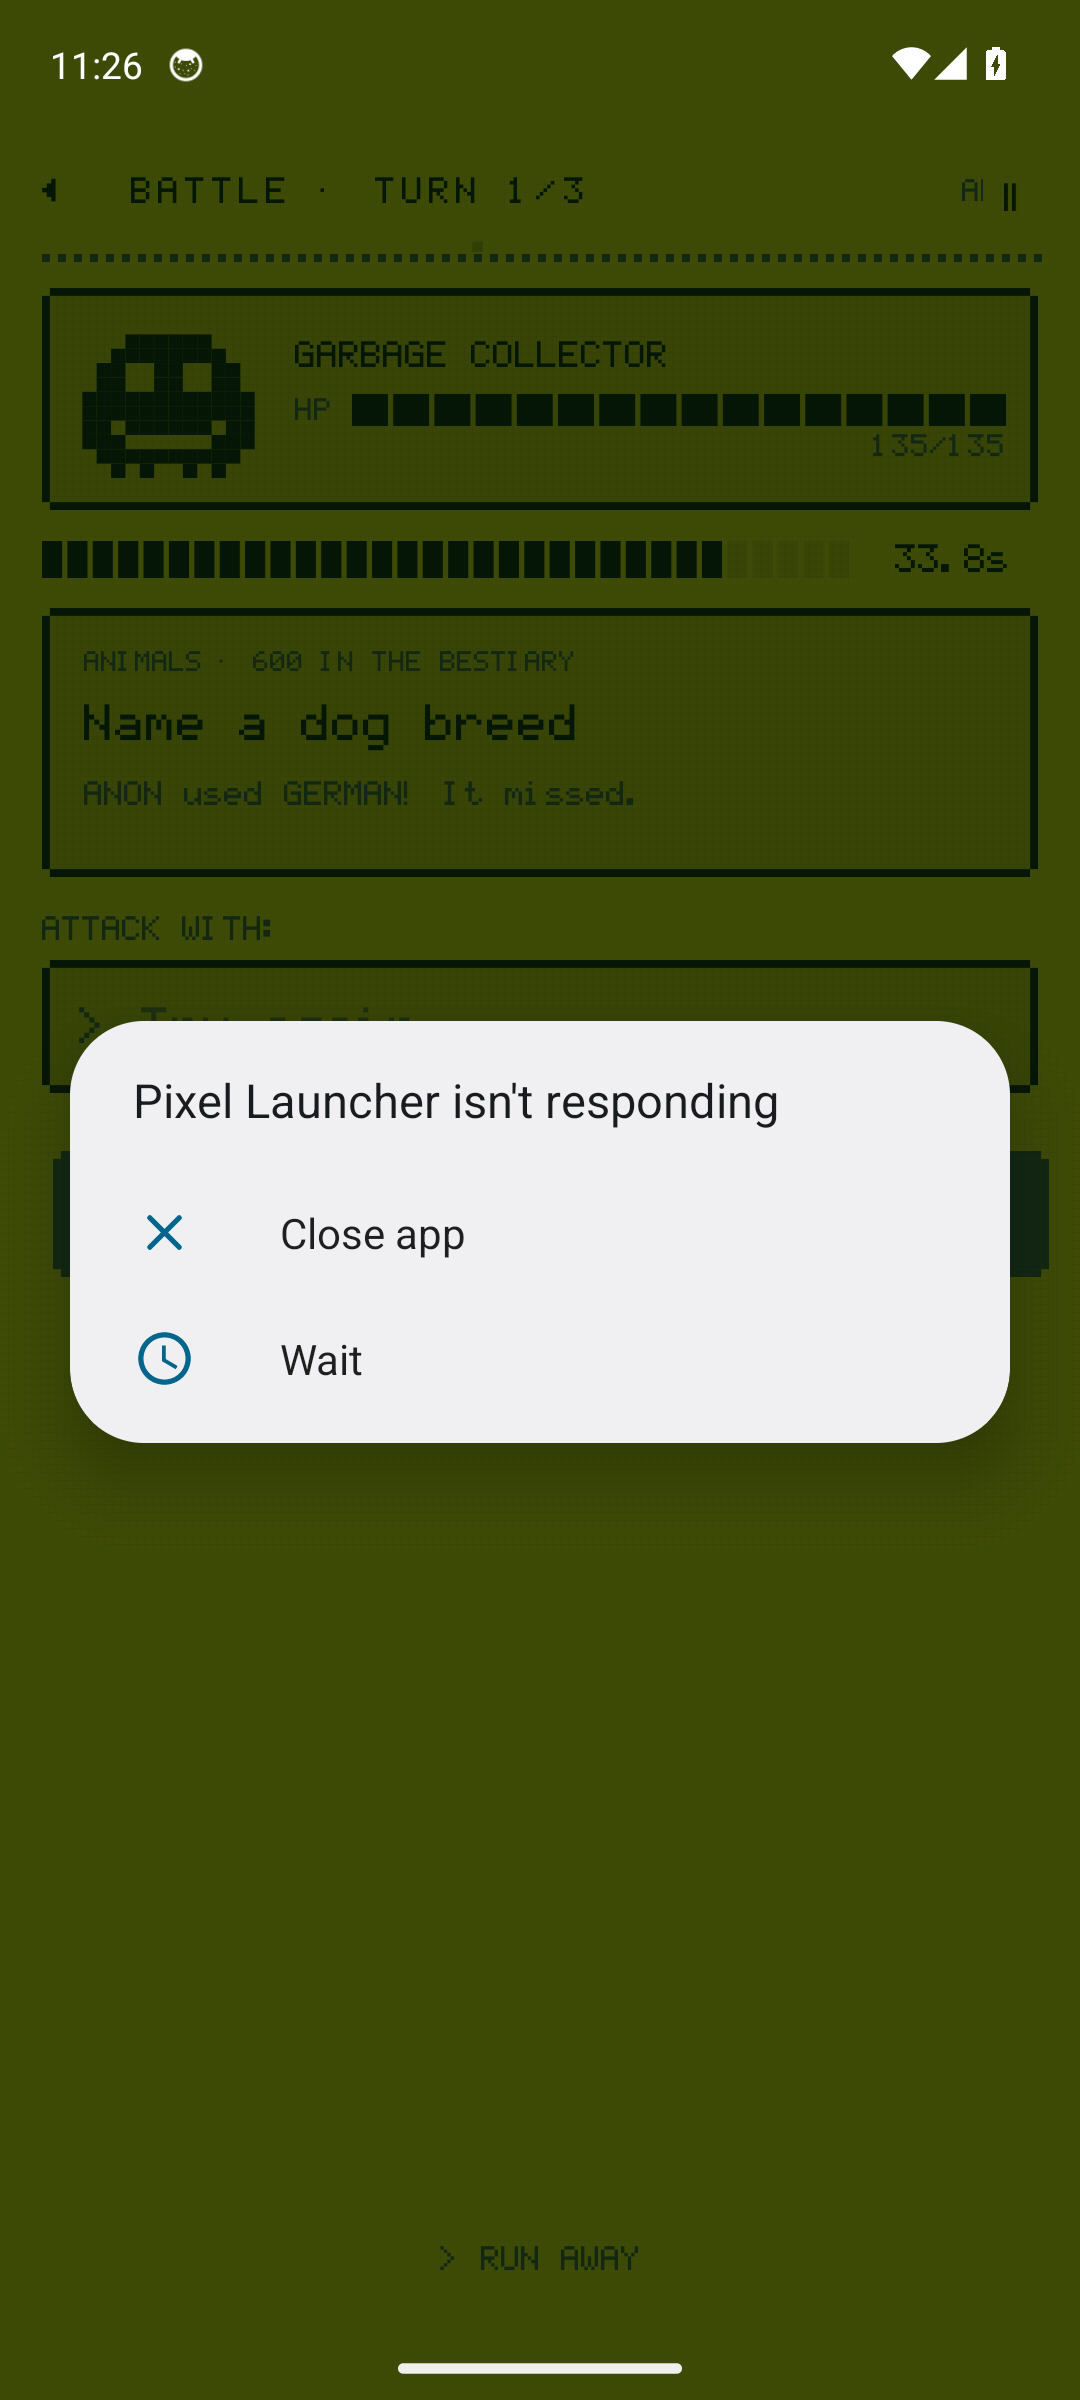 11:26
BATTLE · TURN 1/3
GARBAGE COLLECTOR
HP
135/135
33.8s
ANIMALS · 600 IN THE BESTIARY
Name a dog breed
ANON used GERMAN! It missed.
ATTACK WITH:
>
Pixel Launcher isn't responding
Close app
Wait
> RUN AWAY